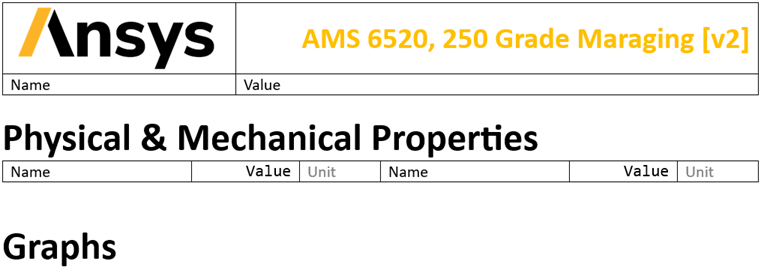 Ansys
AMS 6520, 250 Grade Maraging [v2]
Name Value
Physical & Mechanical Properties
Name Value Unit Name Value Unit
Graphs